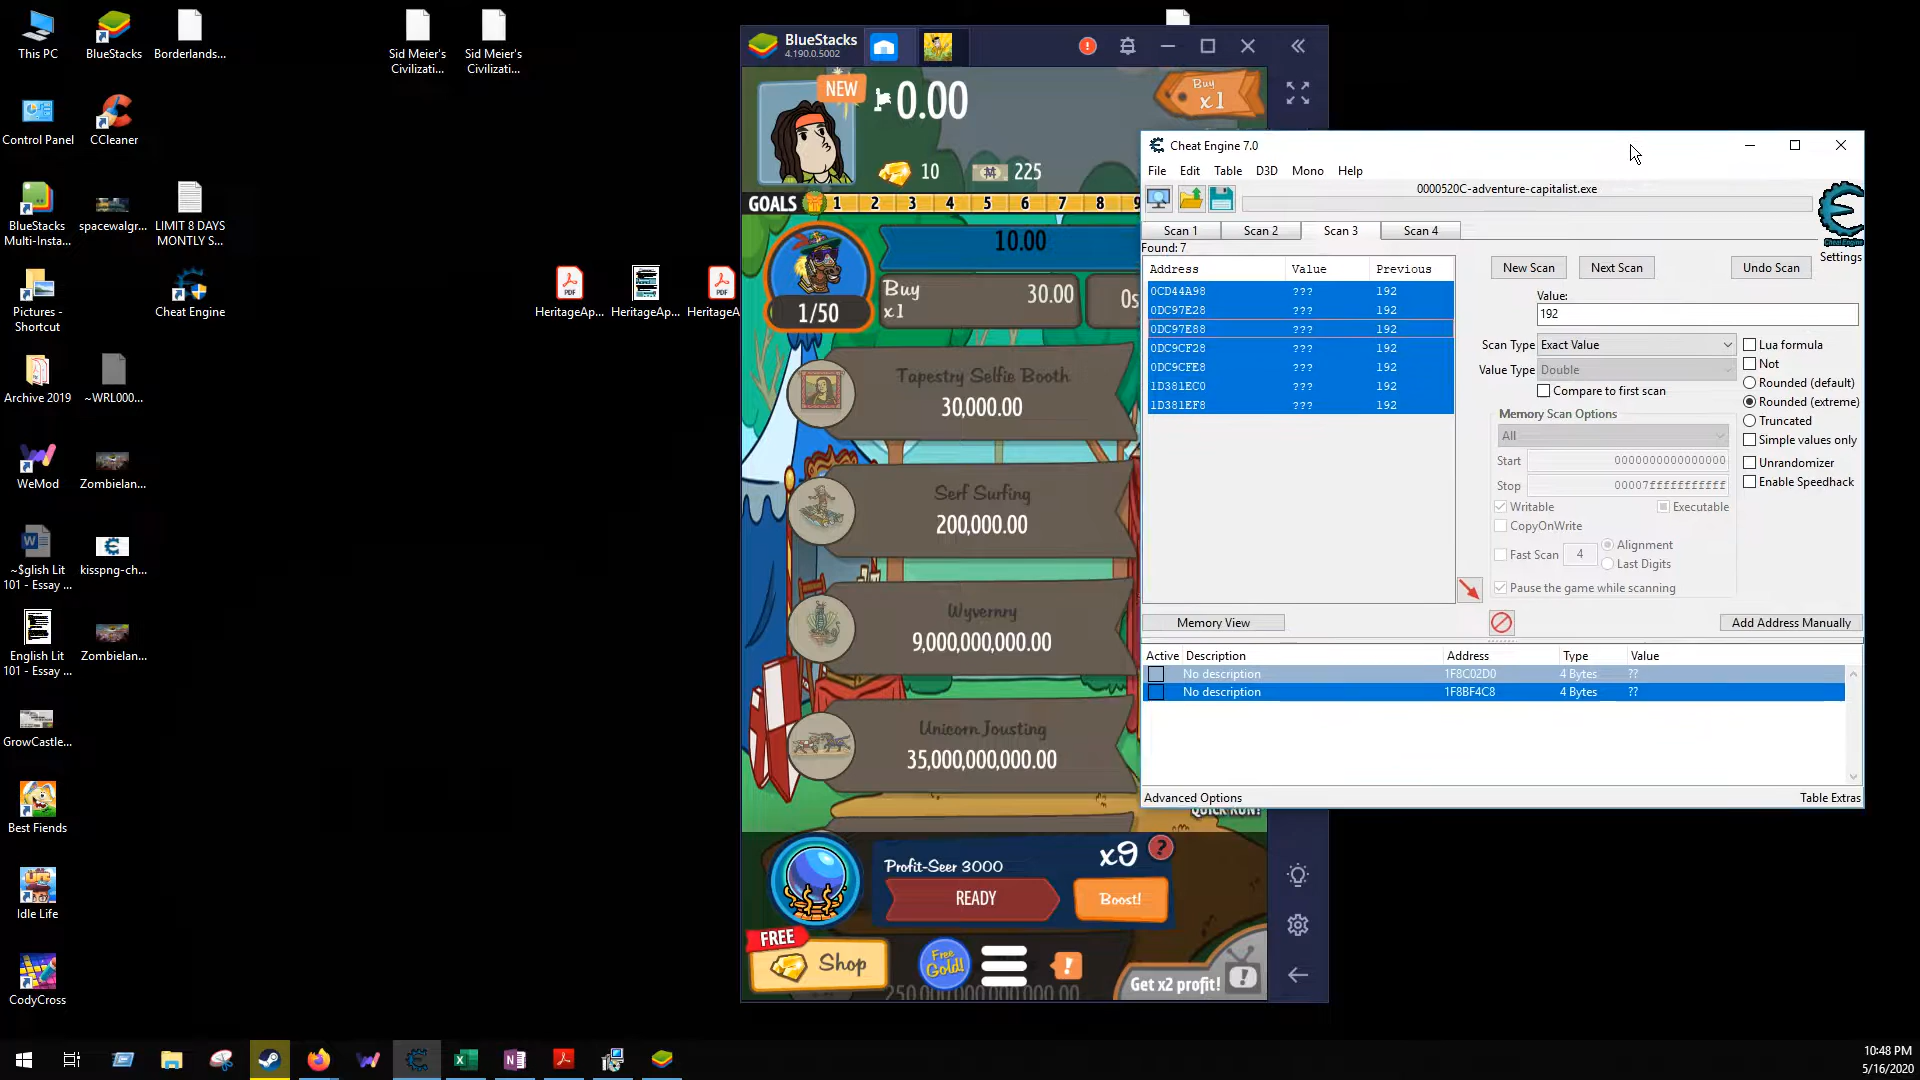 This PC
BlueStacks
Borderlands...
Sid Meier's
Civilizati...
Sid Meier's
Civilizati...
Control Panel
CCleaner
BlueStacks
Multi-Insta...
spacewalgr...
LIMIT 8 DAYS
MONTLY S...
Pictures -
Shortcut
Cheat Engine
HeritageAp...
HeritageAp...
HeritageA
Archive 2019
~WRL000...
WeMod
Zombielan...
~$glish Lit
101 - Essay ...
kisspng-ch...
English Lit
101 - Essay ...
Zombielan...
GrowCastle...
Best Fiends
Idle Life
CodyCross
BlueStacks
4.190.0.5002
NEW
0.00
Buy
x1
10
225
GOALS 1 2 3 4 5 6 7 8 9
10.00
1/50
Buy
x1
30.00
0s
Tapestry Selfie Booth
30,000.00
Serf Surfing
200,000.00
Wyvernry
9,000,000,000.00
Unicorn Jousting
35,000,000,000.00
QUICK RUN!
Profit-Seer 3000
READY
x9
?
Boost!
FREE
Shop
Free
Gold!
!
Get x2 profit!
!
250,000,000,000,000.00
Cheat Engine 7.0
File Edit Table D3D Mono Help
0000520C-adventure-capitalist.exe
Scan 1 Scan 2 Scan 3 Scan 4
Found: 7
Cheat Engine
Settings
Address Value Previous
0CD44A98 ??? 192
0DC97E28 ??? 192
0DC97E88 ??? 192
0DC9CF28 ??? 192
0DC9CFE8 ??? 192
1D381EC0 ??? 192
1D381EF8 ??? 192
New Scan Next Scan Undo Scan
Value:
192
Scan Type Exact Value
Value Type Double
Compare to first scan
Lua formula
Not
Rounded (default)
Rounded (extreme)
Truncated
Simple values only
Unrandomizer
Enable Speedhack
Memory Scan Options
All
Start 0000000000000000
Stop 00007fffffffffff
Writable Executable
CopyOnWrite
Fast Scan 4 Alignment
Last Digits
Pause the game while scanning
Memory View
Add Address Manually
Active Description Address Type Value
No description 1F8C02D0 4 Bytes ??
No description 1F8BF4C8 4 Bytes ??
Advanced Options
Table Extras
10:48 PM
5/16/2020